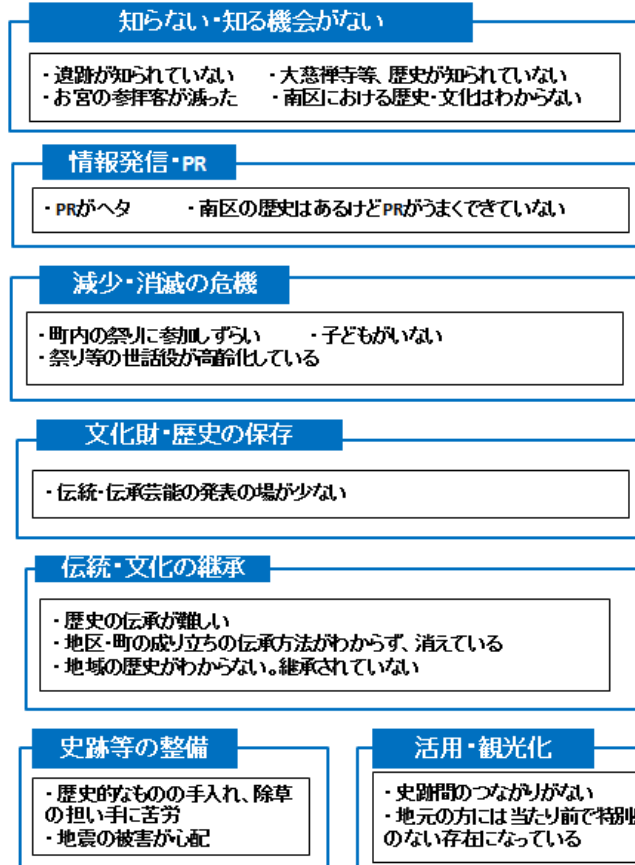 知らない・知る機会がない
・遺跡が知られていない　・大慈禅寺等、歴史が知られていない
・お宮の参拝客が減った　・南区における歴史・文化はわからない
情報発信・PR
・PRがヘタ　・南区の歴史はあるけどPRがうまくできていない
減少・消滅の危機
・町内の祭りに参加しずらい　・子どもがいない
・祭り等の世話役が高齢化している
文化財・歴史の保存
・伝統・伝承芸能の発表の場が少ない
伝統・文化の継承
・歴史の伝承が難しい
・地区・町の成り立ちの伝承方法がわからず、消えている
・地域の歴史がわからない。継承されていない
史跡等の整備
・歴史的なものの手入れ、除草
の担い手に苦労
・地震の被害が心配
活用・観光化
・史跡間のつながりがない
・地元の方には当たり前で特別
のない存在になっている